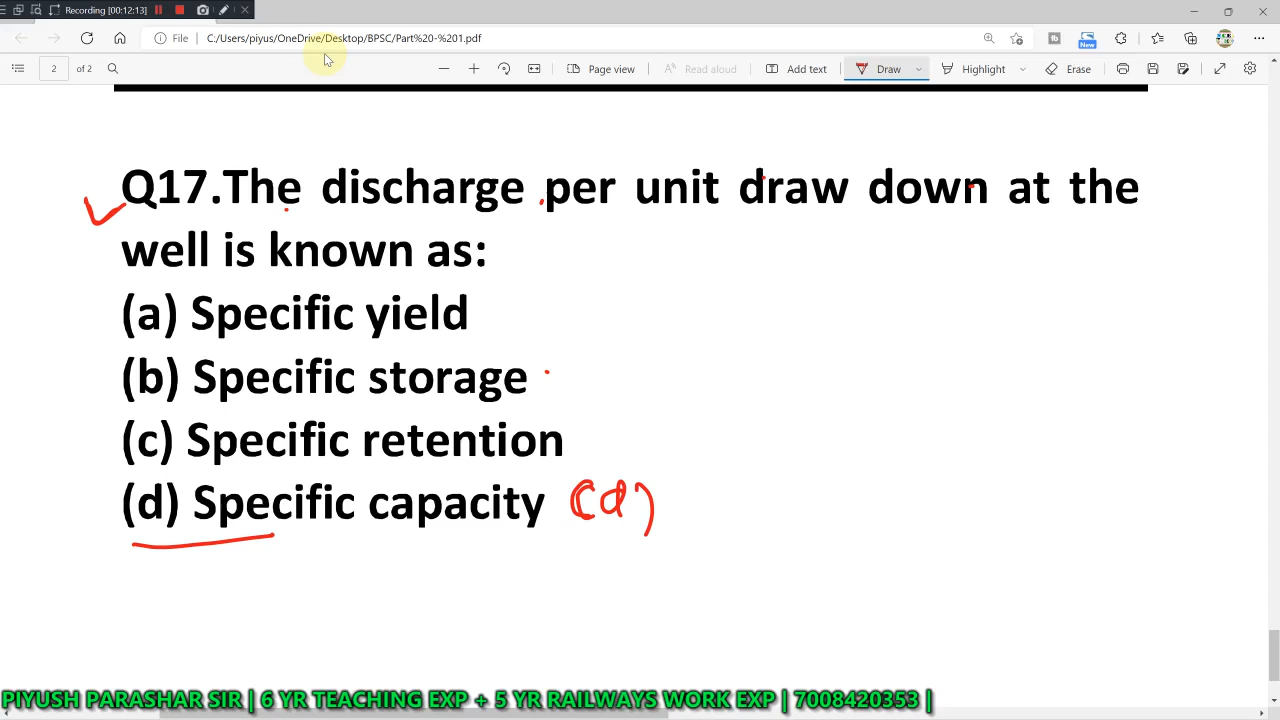 Recording [00:12:13]
File | C:/Users/piyus/OneDrive/Desktop/BPSC/Part%20-%201.pdf
New
2 of 2 Page view Read aloud Add text Draw Highlight Erase
Q17.The discharge per unit draw down at the
well is known as:
(a) Specific yield
(b) Specific storage
(c) Specific retention
(d) Specific capacity (d)
PIYUSH PARASHAR SIR | 6 YR TEACHING EXP + 5 YR RAILWAYS WORK EXP | 7008420353 |